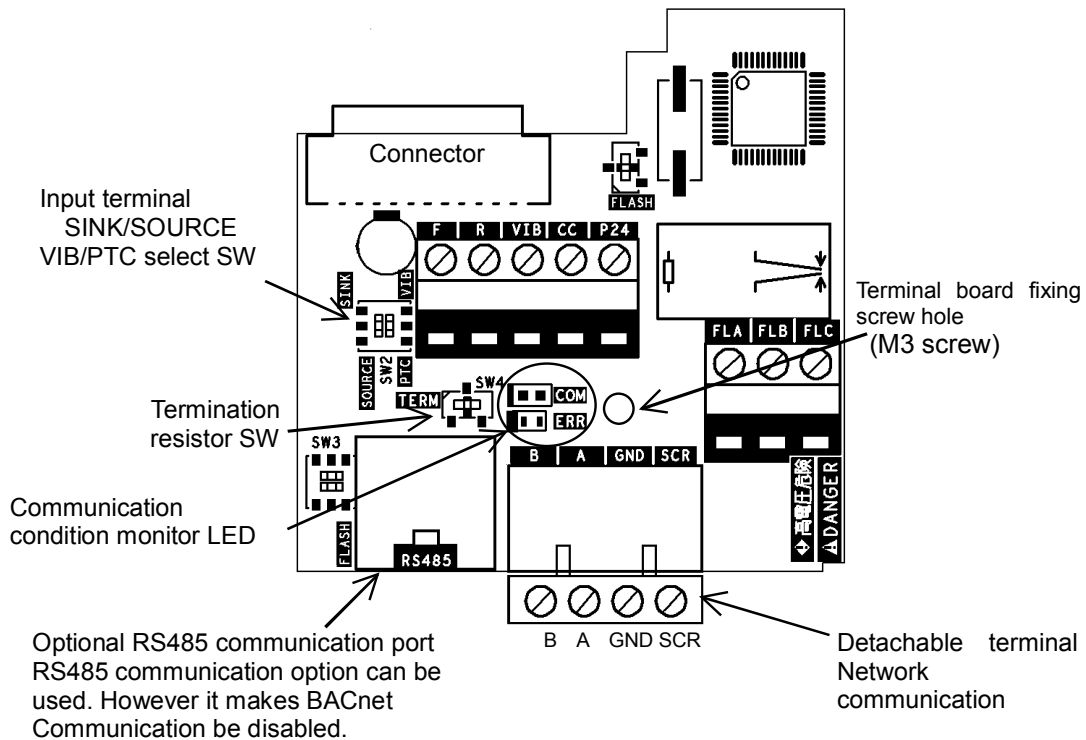 Connector
FLASH
Input terminal
SINK/SOURCE
VIB/PTC select SW
F R VIB CC P24
SINK VIB
SOURCE SW2 PTC
Terminal board fixing
screw hole
(M3 screw)
FLA FLB FLC
TERM SW4 COM
ERR
Termination
resistor SW
SW3
B A GND SCR
Communication
condition monitor LED
FLASH
RS485
高電圧危険
DANGER
B A GND SCR
Optional RS485 communication port
RS485 communication option can be
used. However it makes BACnet
Communication be disabled.
Detachable terminal
Network
communication